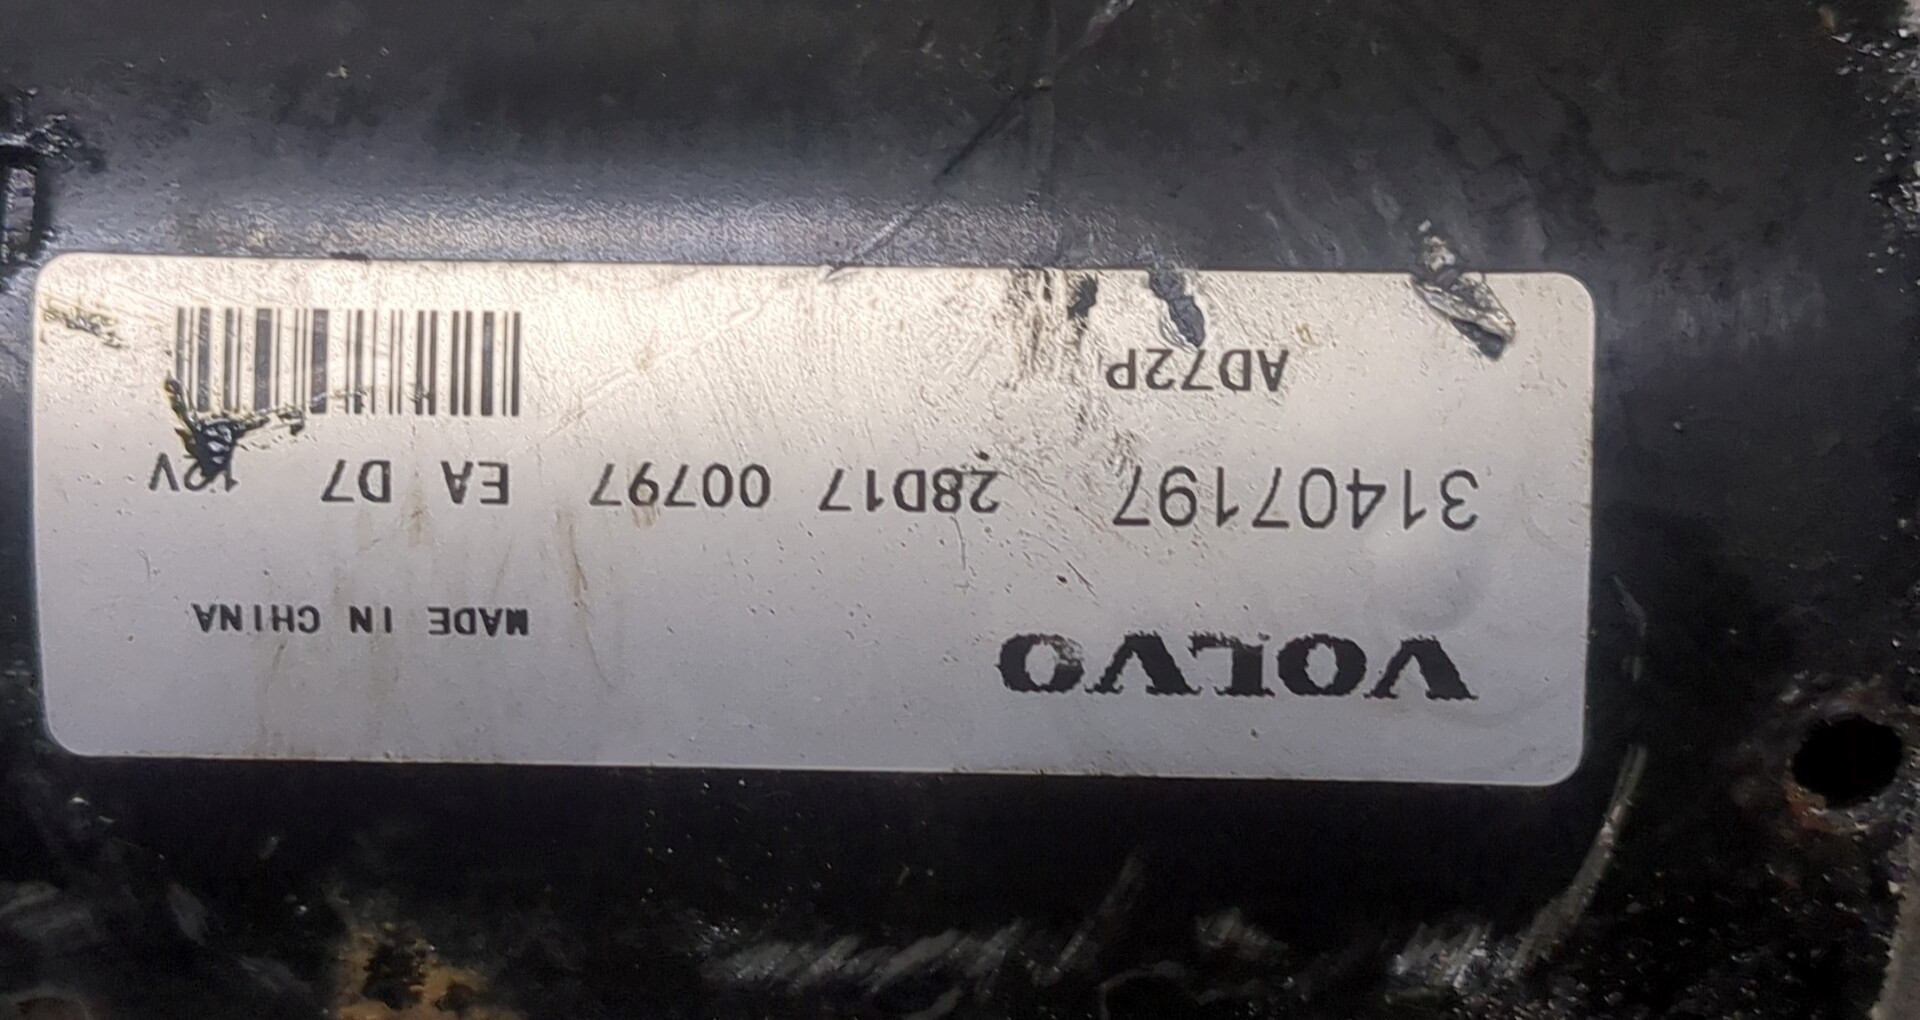 VOLVO MADE IN CHINA
31407197 28D17 00797 EA D7 12V
AD72P